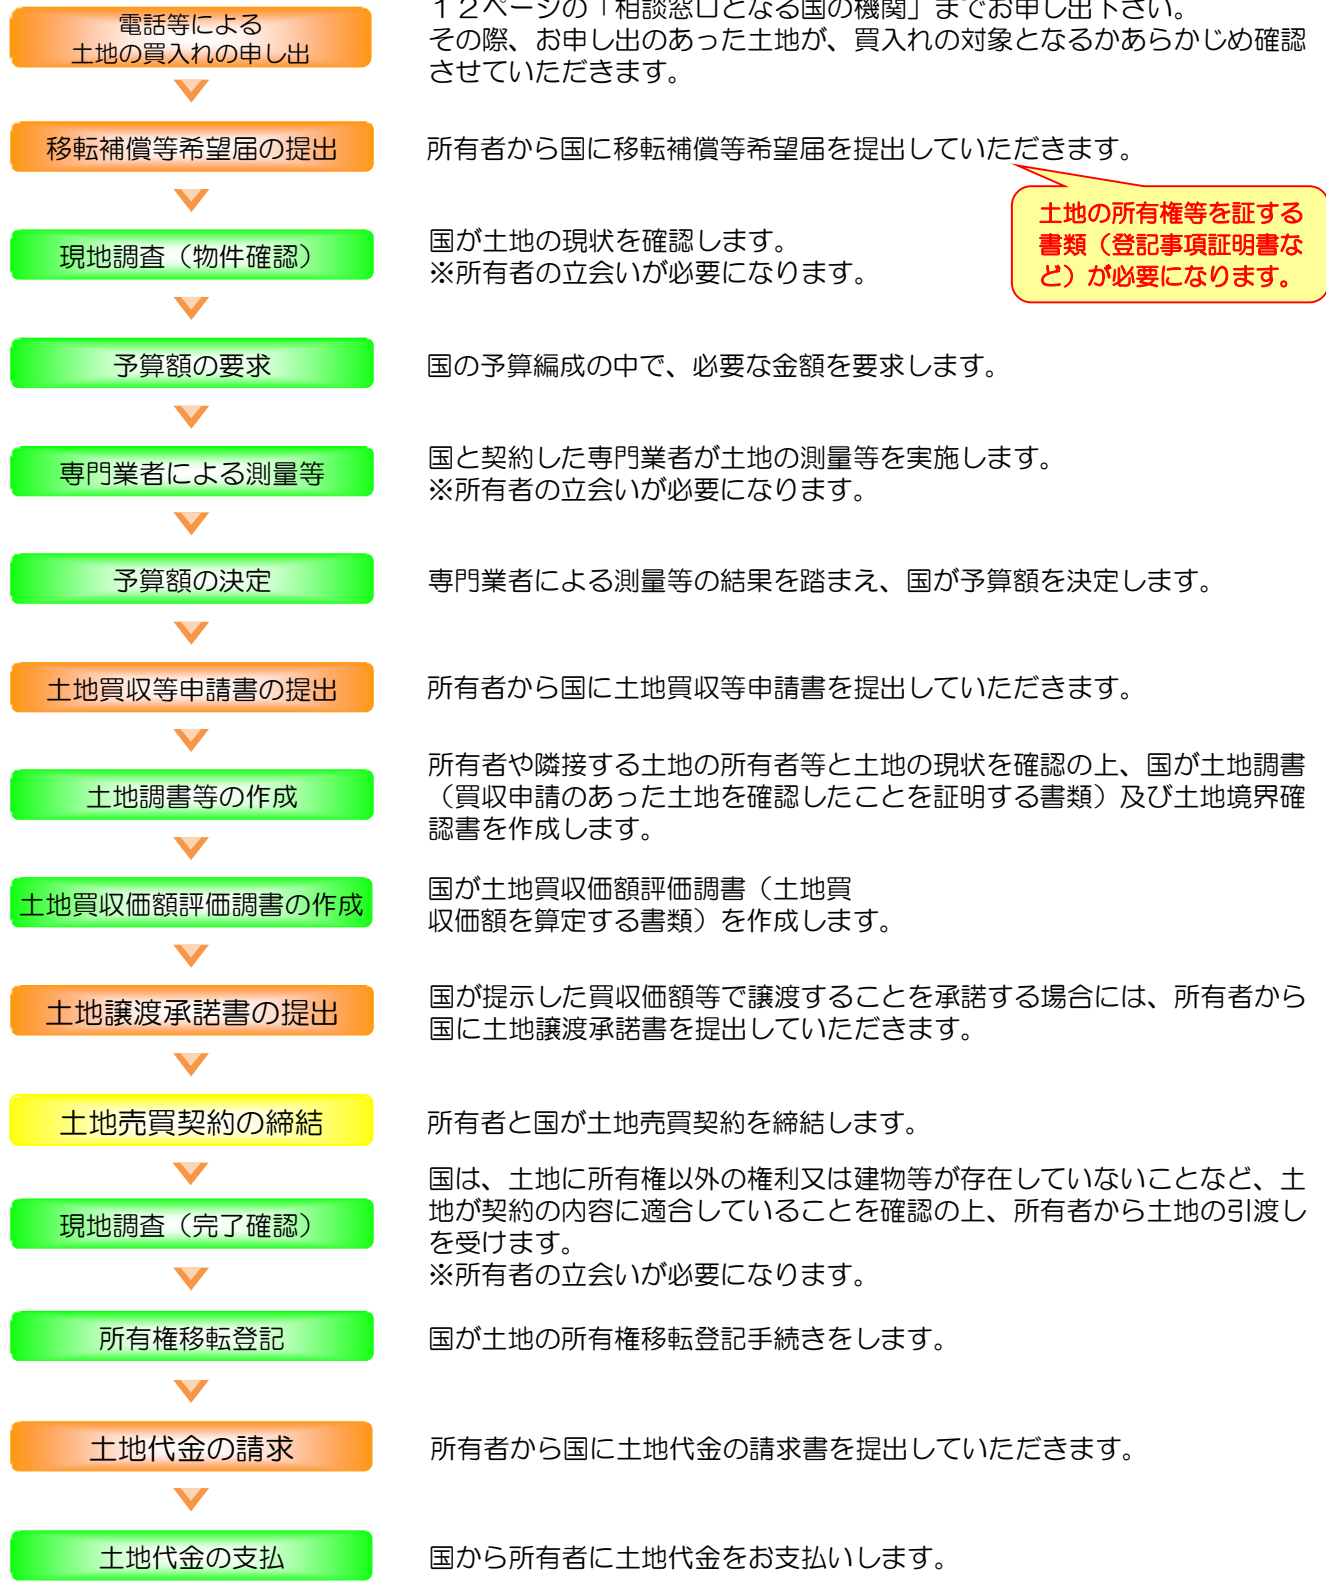 電話等による
土地の買入れの申し出
１２ページの「相談窓口となる国の機関」までお申し出下さい。
その際、お申し出のあった土地が、買入れの対象となるかあらかじめ確認
させていただきます。
移転補償等希望届の提出
所有者から国に移転補償等希望届を提出していただきます。
土地の所有権等を証する
書類（登記事項証明書な
ど）が必要になります。
現地調査（物件確認）
国が土地の現状を確認します。
※所有者の立会いが必要になります。
予算額の要求
国の予算編成の中で、必要な金額を要求します。
専門業者による測量等
国と契約した専門業者が土地の測量等を実施します。
※所有者の立会いが必要になります。
予算額の決定
専門業者による測量等の結果を踏まえ、国が予算額を決定します。
土地買収等申請書の提出
所有者から国に土地買収等申請書を提出していただきます。
土地調書等の作成
所有者や隣接する土地の所有者等と土地の現状を確認の上、国が土地調書
（買収申請のあった土地を確認したことを証明する書類）及び土地境界確
認書を作成します。
土地買収価額評価調書の作成
国が土地買収価額評価調書（土地買
収価額を算定する書類）を作成します。
土地譲渡承諾書の提出
国が提示した買収価額等で譲渡することを承諾する場合には、所有者から
国に土地譲渡承諾書を提出していただきます。
土地売買契約の締結
所有者と国が土地売買契約を締結します。
現地調査（完了確認）
国は、土地に所有権以外の権利又は建物等が存在していないことなど、土
地が契約の内容に適合していることを確認の上、所有者から土地の引渡し
を受けます。
※所有者の立会いが必要になります。
所有権移転登記
国が土地の所有権移転登記手続きをします。
土地代金の請求
所有者から国に土地代金の請求書を提出していただきます。
土地代金の支払
国から所有者に土地代金をお支払いします。